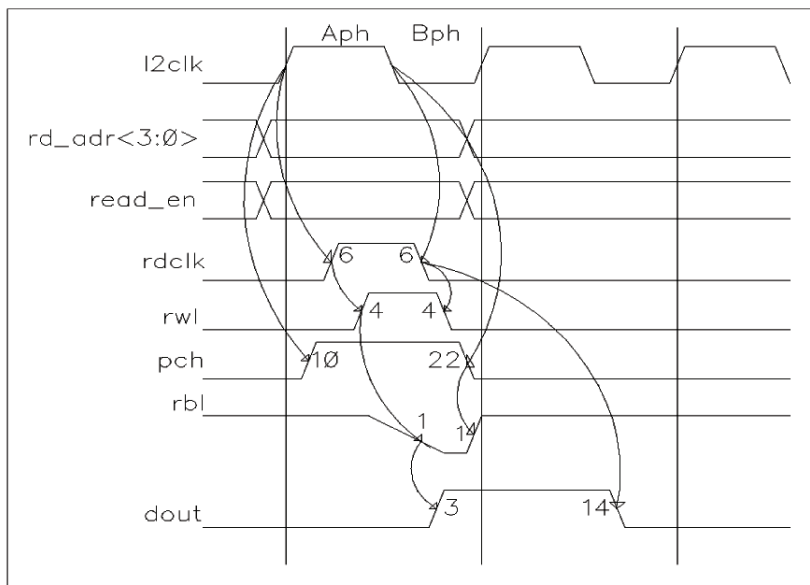 Aph Bph
l2clk
rd_adr<3:0>
read_en
rdclk 6 6
rwl 4 4
pch 10 22
rbl 1 1
dout 3 14